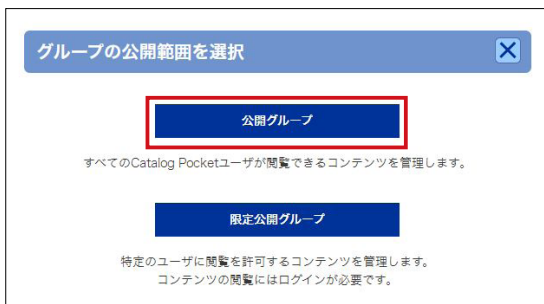 グループの公開範囲を選択
公開グループ
すべてのCatalog Pocketユーザが閲覧できるコンテンツを管理します。
限定公開グループ
特定のユーザに閲覧を許可するコンテンツを管理します。
コンテンツの閲覧にはログインが必要です。